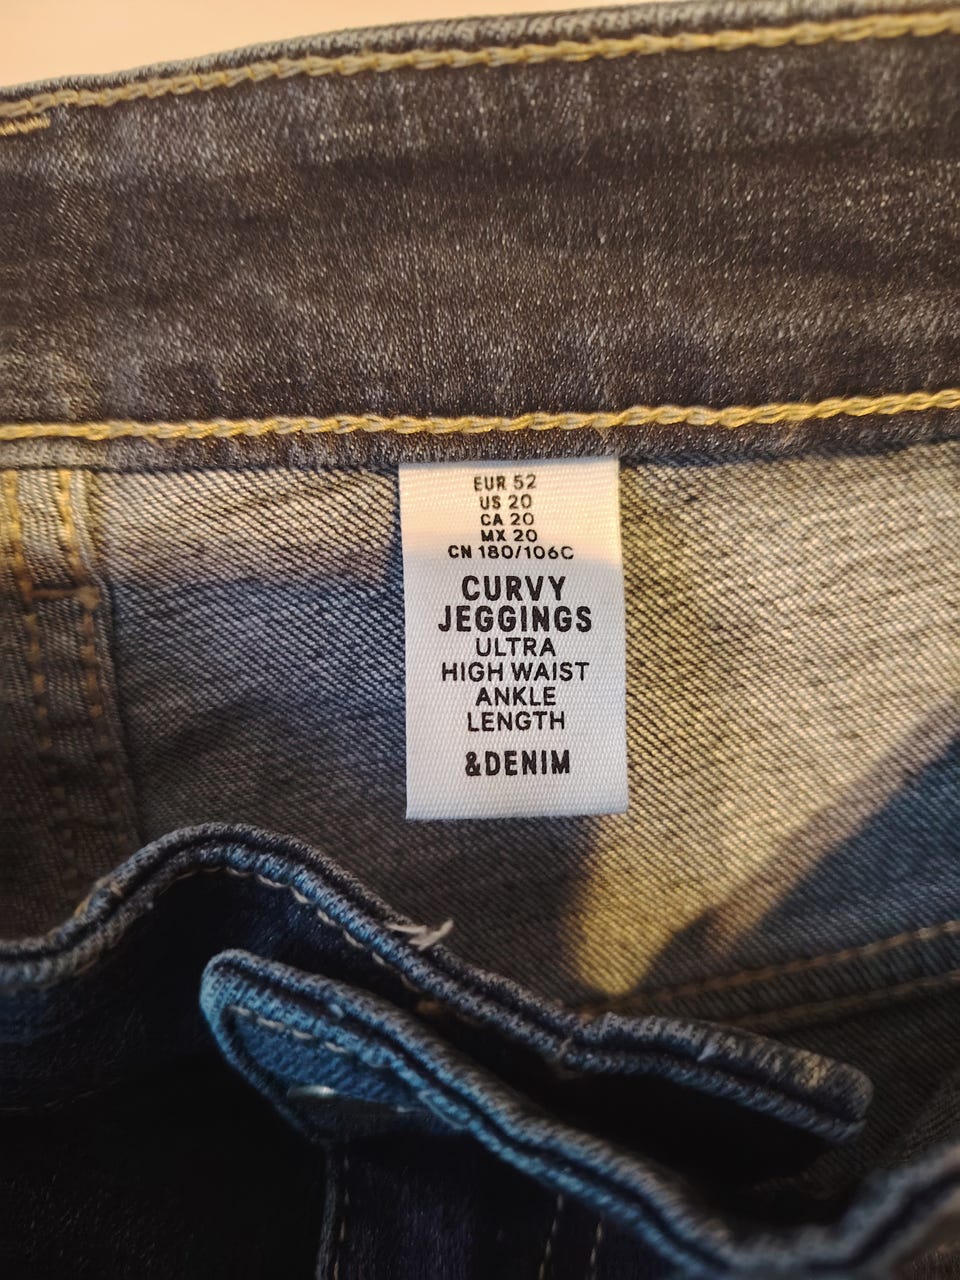 EUR 52
US 20
CA 20
MX 20
CN 180/106C
CURVY
JEGGINGS
ULTRA
HIGH WAIST
ANKLE
LENGTH
&DENIM